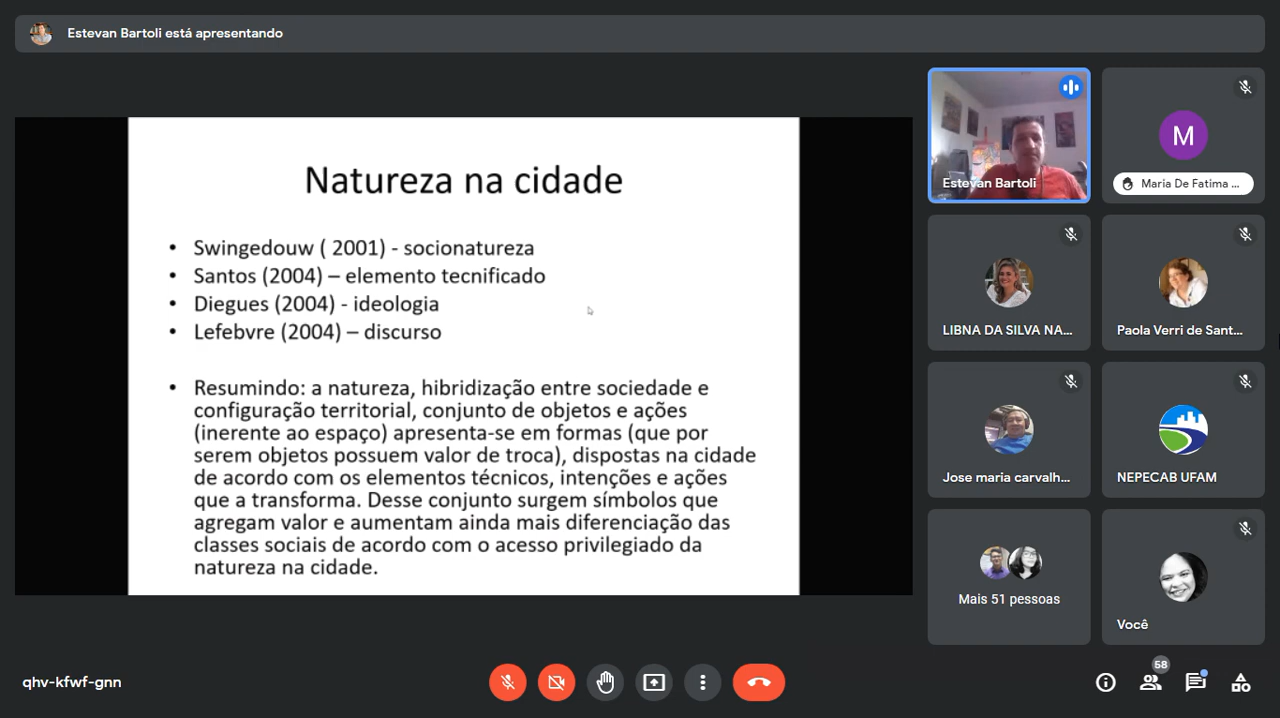 Estevan Bartoli está apresentando
Natureza na cidade
• Swingedouw ( 2001) - socionatureza
• Santos (2004) – elemento tecnificado
• Diegues (2004) - ideologia
• Lefebvre (2004) – discurso
• Resumindo: a natureza, hibridização entre sociedade e
configuração territorial, conjunto de objetos e ações
(inerente ao espaço) apresenta-se em formas (que por
serem objetos possuem valor de troca), dispostas na cidade
de acordo com os elementos técnicos, intenções e ações
que a transforma. Desse conjunto surgem símbolos que
agregam valor e aumentam ainda mais diferenciação das
classes sociais de acordo com o acesso privilegiado da
natureza na cidade.
Estevan Bartoli
M
Maria De Fatima ...
LIBNA DA SILVA NA...
Paola Verri de Sant...
Jose maria carvalh...
NEPECAB UFAM
Mais 51 pessoas
Você
qhv-kfwf-gnn
58